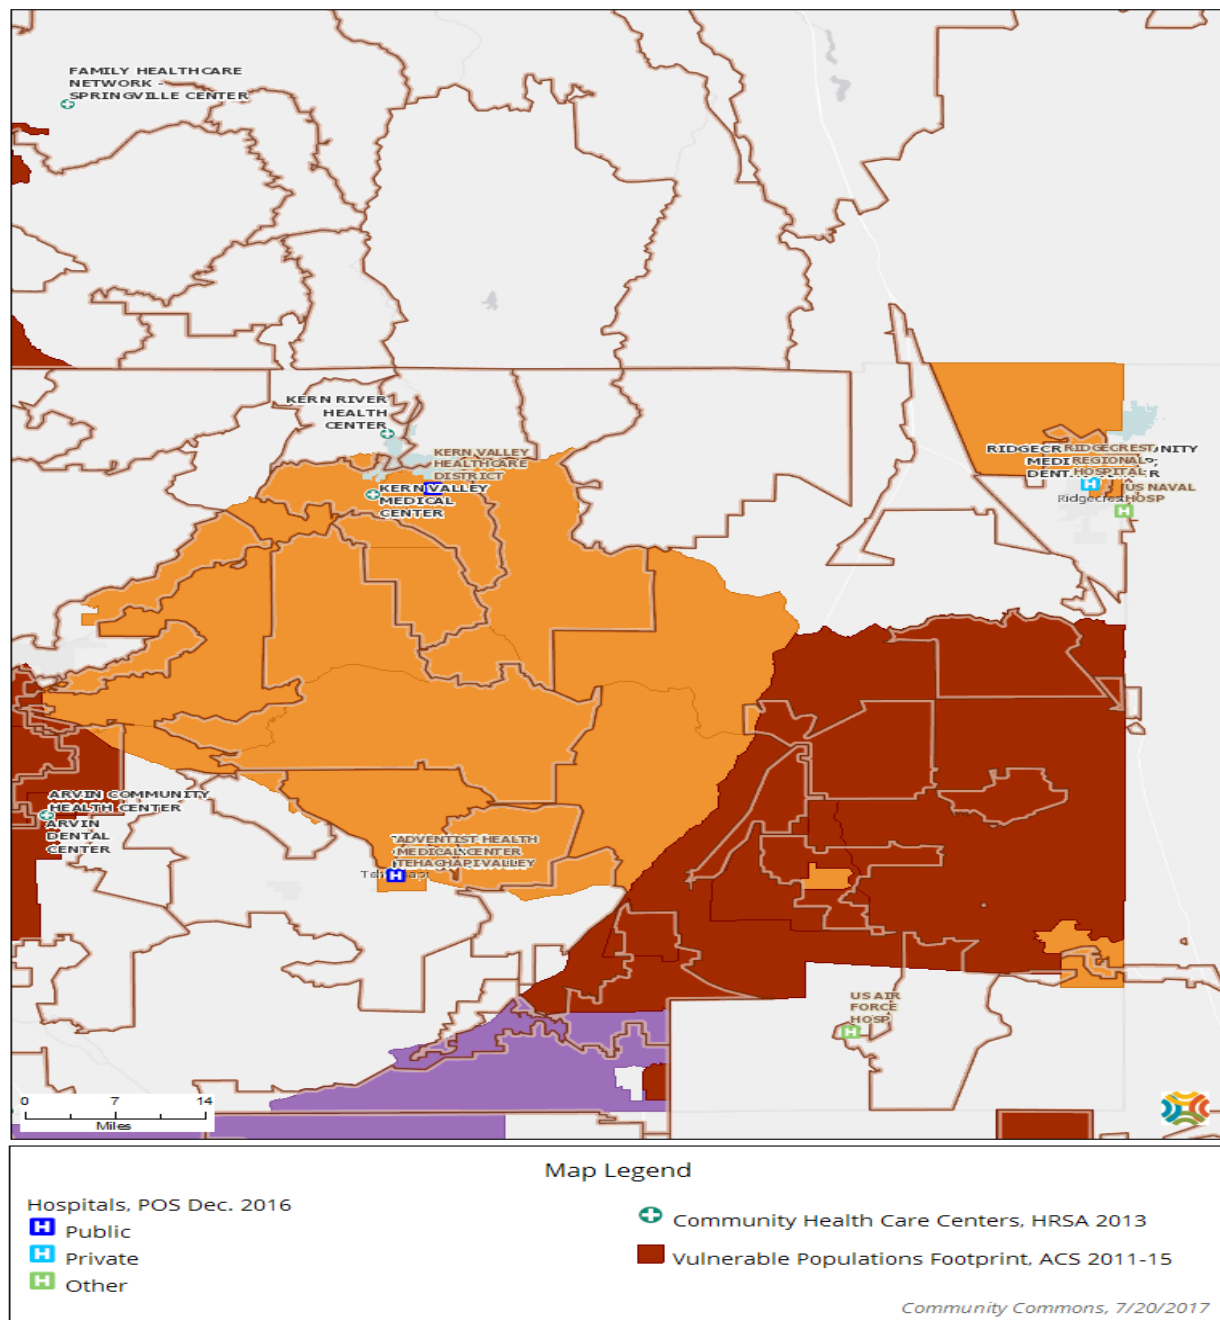 FAMILY HEALTHCARE
NETWORK -
SPRINGVILLE CENTER
KERN RIVER
HEALTH
CENTER
KERN VALLEY
HEALTHCARE
DISTRICT
KERN VALLEY
MEDICAL
CENTER
RIDGECREST
REGIONAL
HOSPITAL
Ridgecrest
US NAVAL
HOSP
ARVIN COMMUNITY
HEALTH CENTER
ARVIN
DENTAL
CENTER
ADVENTIST HEALTH
MEDICAL CENTER
TEHACHAPI VALLEY
US AIR
FORCE
HOSP
0 7 14
Miles
Map Legend
Hospitals, POS Dec. 2016
H Public
H Private
H Other
Community Health Care Centers, HRSA 2013
Vulnerable Populations Footprint, ACS 2011-15
Community Commons, 7/20/2017